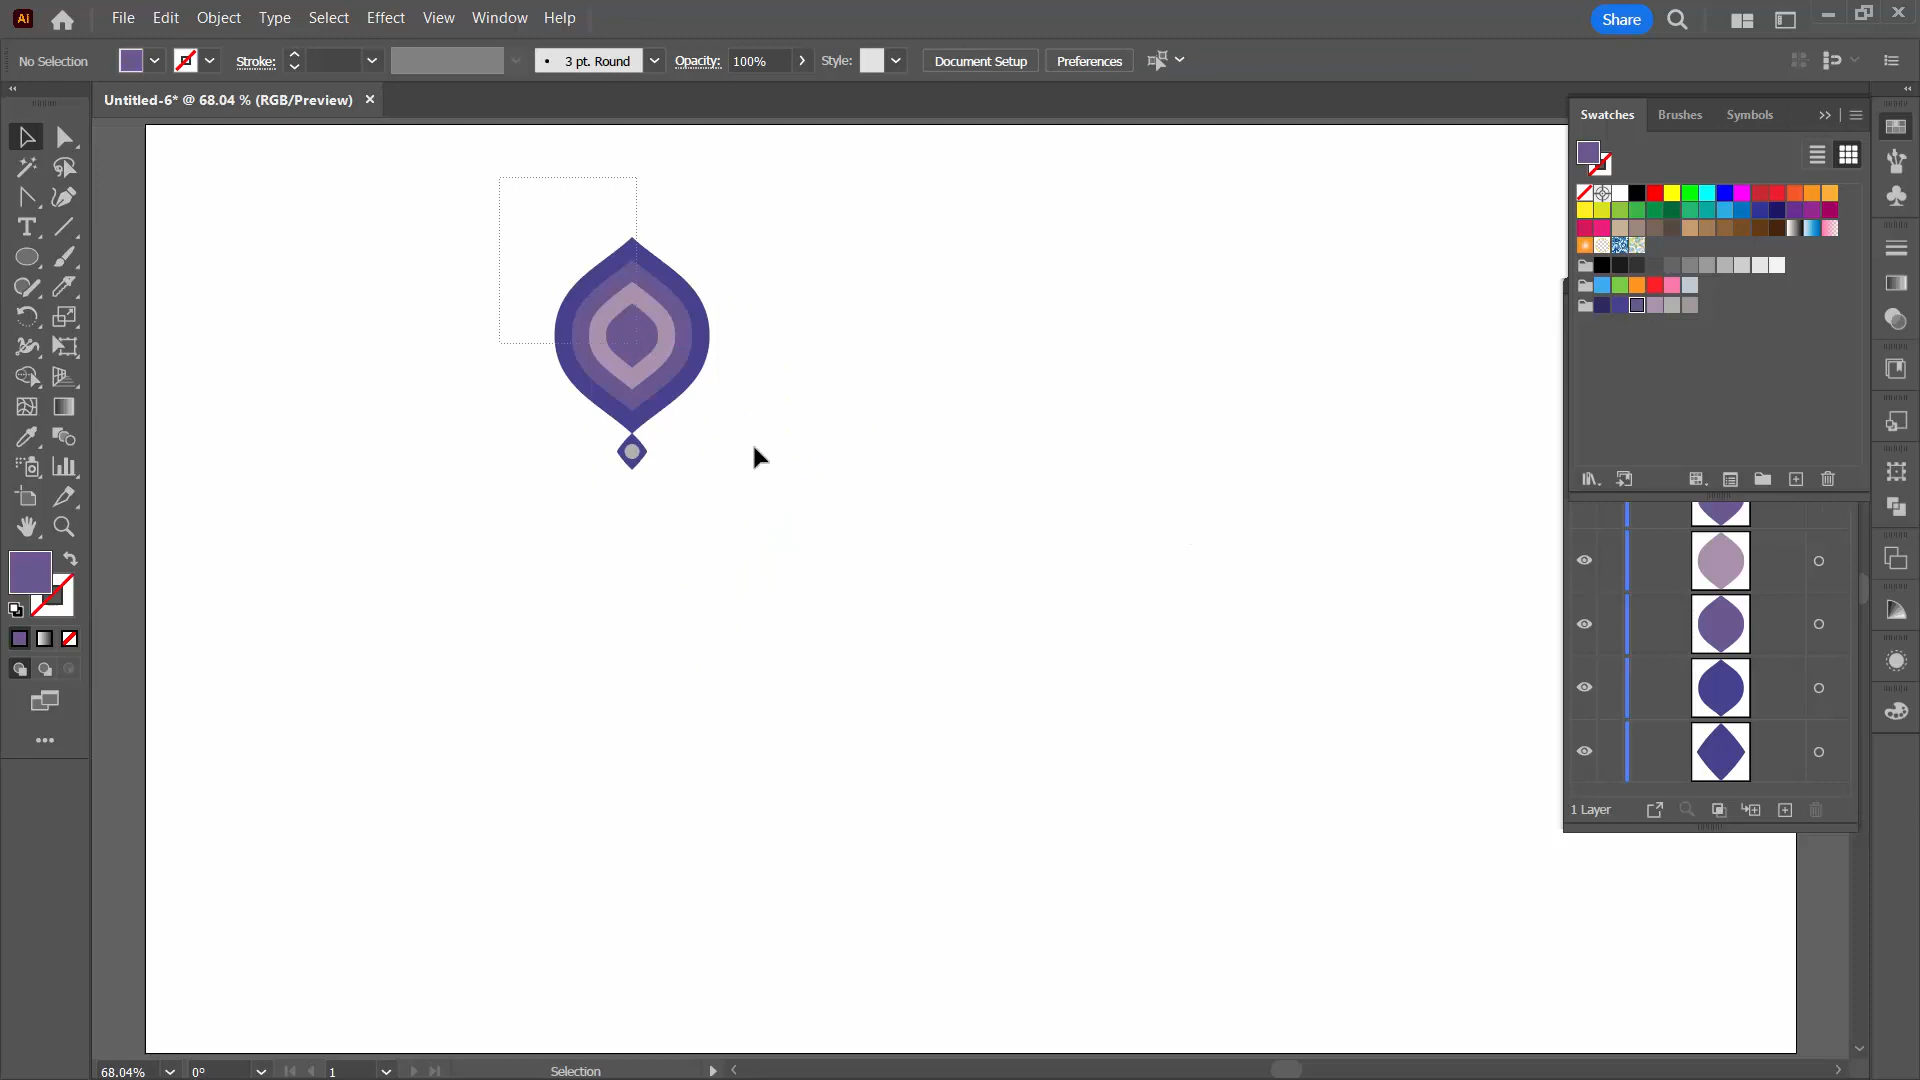 Ai File Edit Object Type Select Effect View Window Help Share
No Selection Stroke: 3 pt. Round Opacity: 100% Style: Document Setup Preferences
Untitled-6* @ 68.04 % (RGB/Preview)
Swatches Brushes Symbols
1 Layer
68.04% 0° 1 Selection